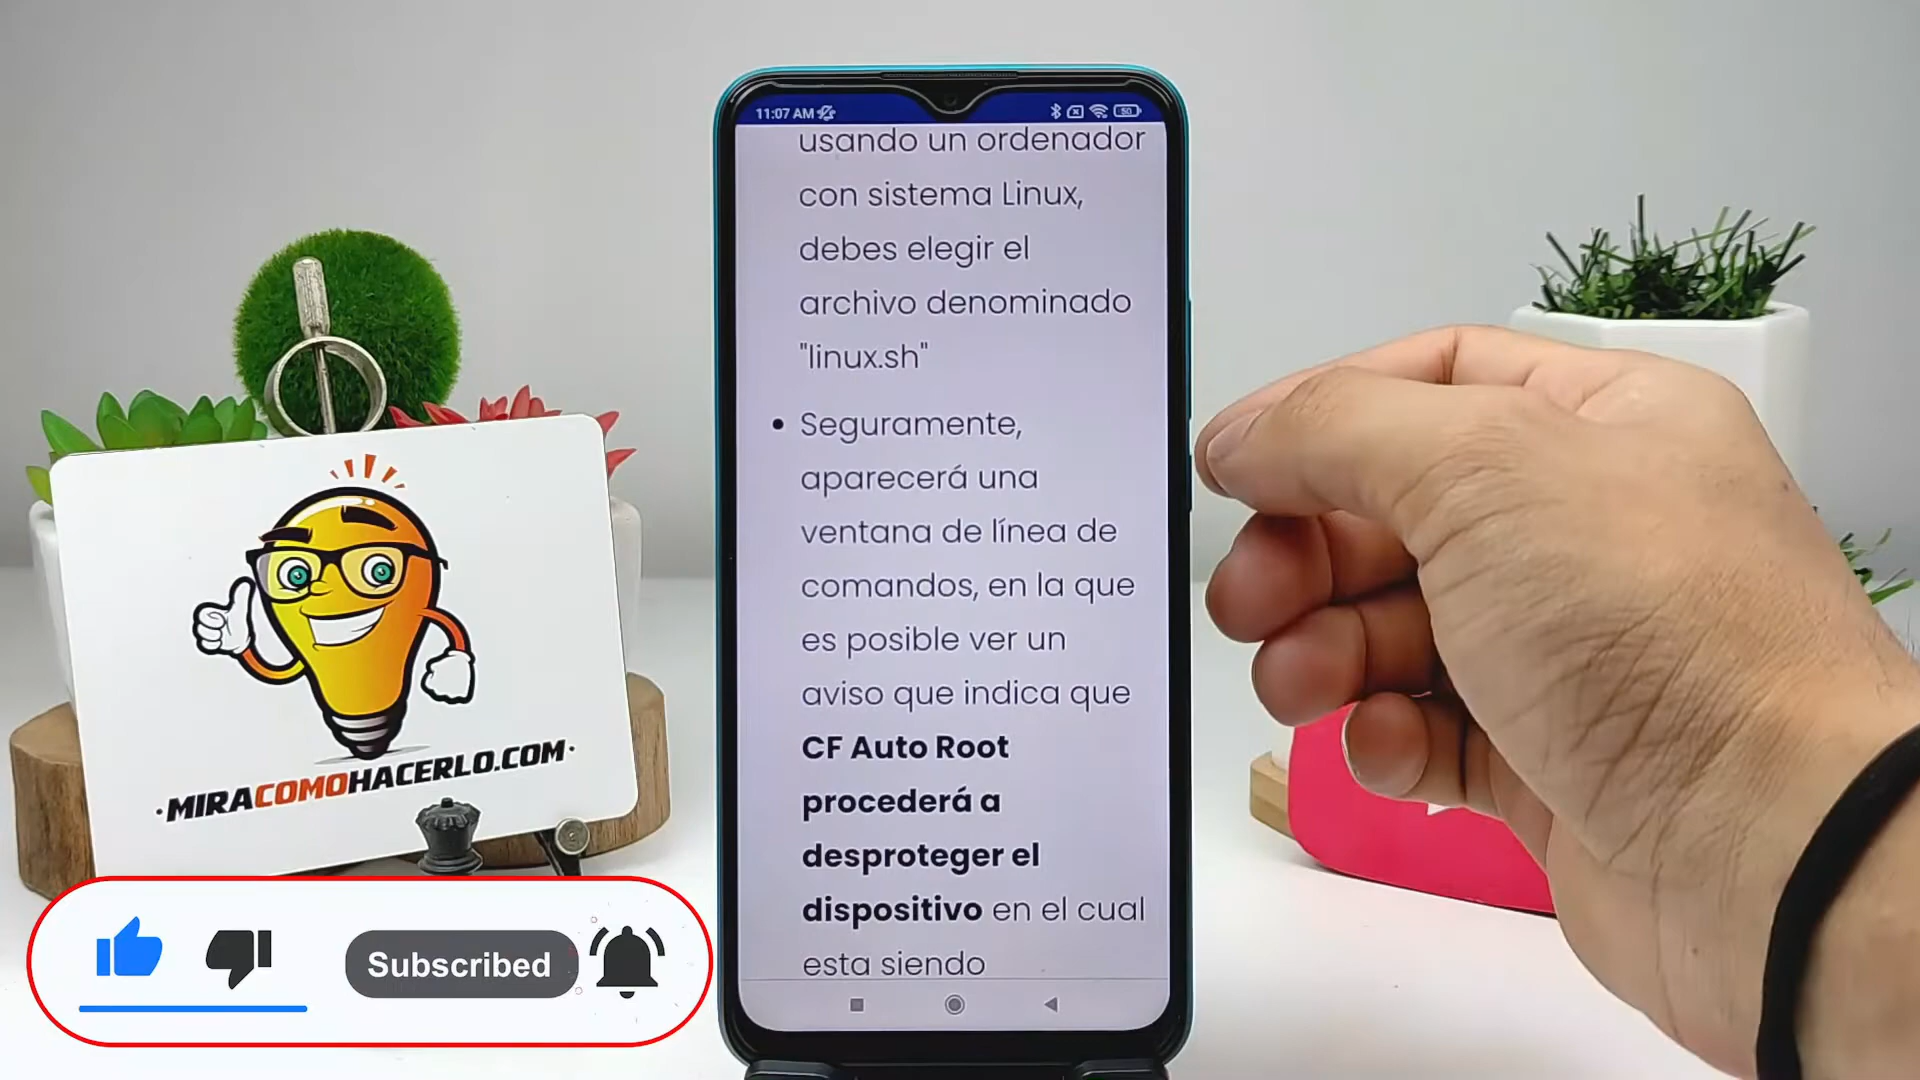 11:07 AM
50
usando un ordenador
con sistema Linux,
debes elegir el
archivo denominado
"linux.sh"
• Seguramente,
aparecerá una
ventana de línea de
comandos, en la que
es posible ver un
aviso que indica que
CF Auto Root
procederá a
desproteger el
dispositivo en el cual
esta siendo
·MIRACOMOHACERLO.COM·
Subscribed